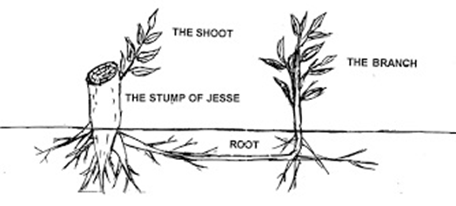 THE SHOOT
THE BRANCH
THE STUMP OF JESSE
ROOT